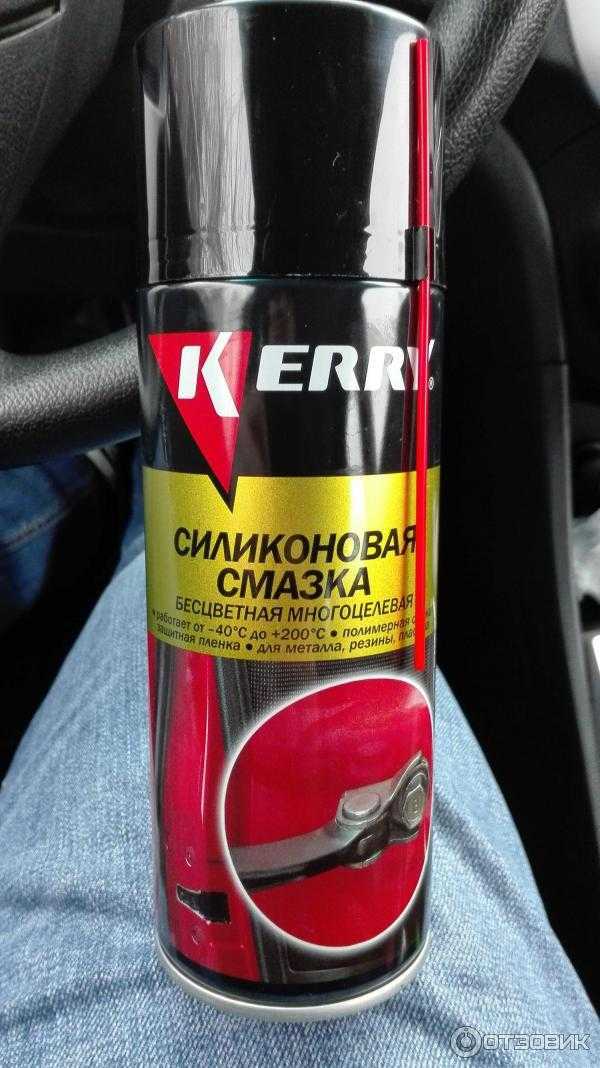 KERRY®
СИЛИКОНОВАЯ
СМАЗКА
БЕСЦВЕТНАЯ МНОГОЦЕЛЕВАЯ
• работает от –40°С до +200°С • полимерная
защитная пленка • для металла, резины,
ОТЗОВИК